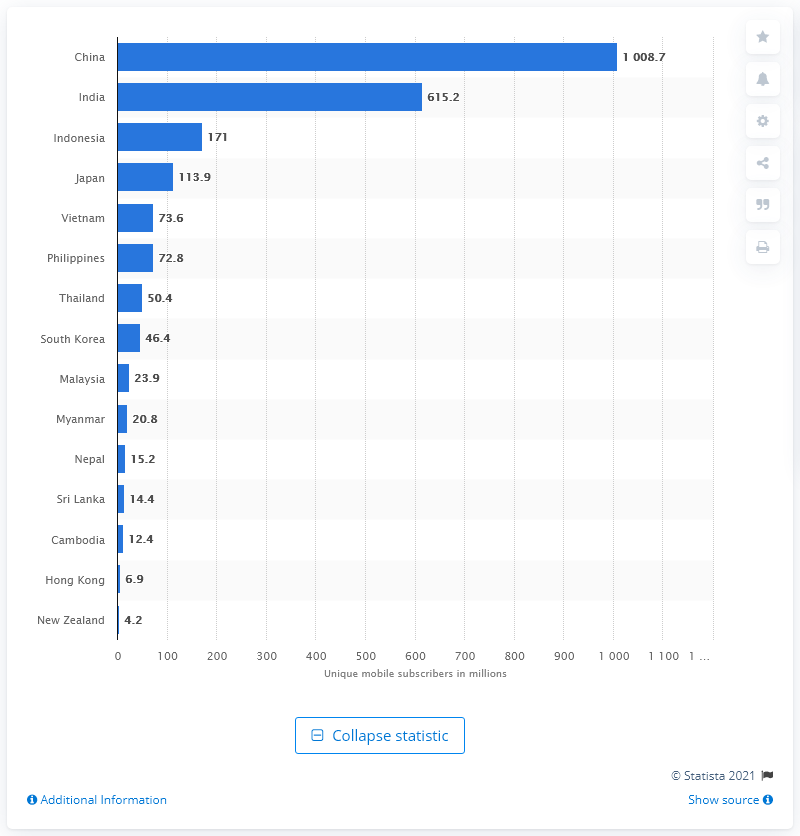 China 1 008.7
India 615.2
Indonesia 171
Japan 113.9
Vietnam 73.6
Philippines 72.8
Thailand 50.4
South Korea 46.4
Malaysia 23.9
Myanmar 20.8
Nepal 15.2
Sri Lanka 14.4
Cambodia 12.4
Hong Kong 6.9
New Zealand 4.2
0 100 200 300 400 500 600 700 800 900 1 000 1 100 1 ...
Unique mobile subscribers in millions
Collapse statistic
© Statista 2021
Additional Information Show source